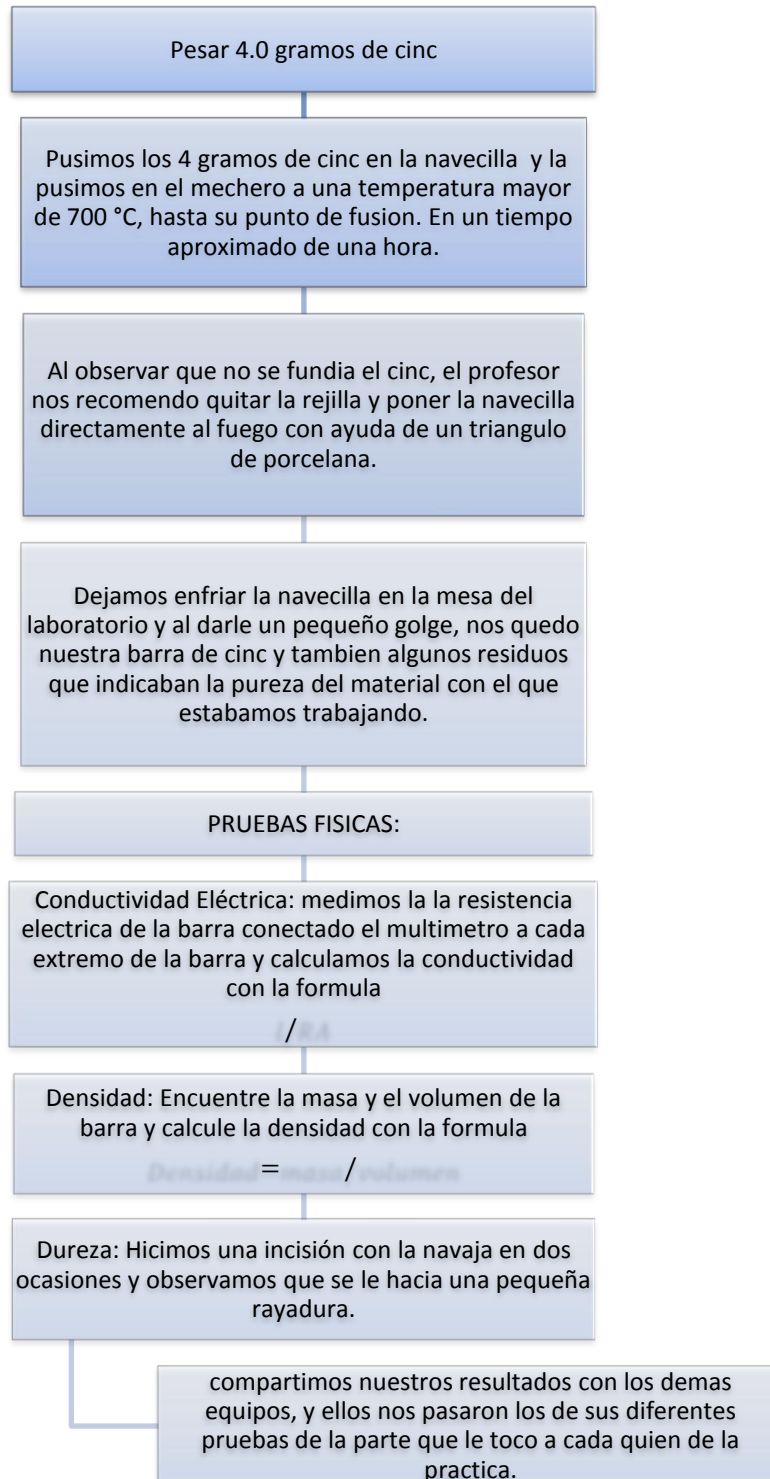 Pesar 4.0 gramos de cinc
Pusimos los 4 gramos de cinc en la navecilla y la
pusimos en el mechero a una temperatura mayor
de 700 °C, hasta su punto de fusion. En un tiempo
aproximado de una hora.
Al observar que no se fundia el cinc, el profesor
nos recomendo quitar la rejilla y poner la navecilla
directamente al fuego con ayuda de un triangulo
de porcelana.
Dejamos enfriar la navecilla en la mesa del
laboratorio y al darle un pequeño golge, nos quedo
nuestra barra de cinc y tambien algunos residuos
que indicaban la pureza del material con el que
estabamos trabajando.
PRUEBAS FISICAS:
Conductividad Eléctrica: medimos la la resistencia
electrica de la barra conectado el multimetro a cada
extremo de la barra y calculamos la conductividad
con la formula
l/RA
Densidad: Encuentre la masa y el volumen de la
barra y calcule la densidad con la formula
Densidad=masa/volumen
Dureza: Hicimos una incisión con la navaja en dos
ocasiones y observamos que se le hacia una pequeña
rayadura.
compartimos nuestros resultados con los demas
equipos, y ellos nos pasaron los de sus diferentes
pruebas de la parte que le toco a cada quien de la
practica.